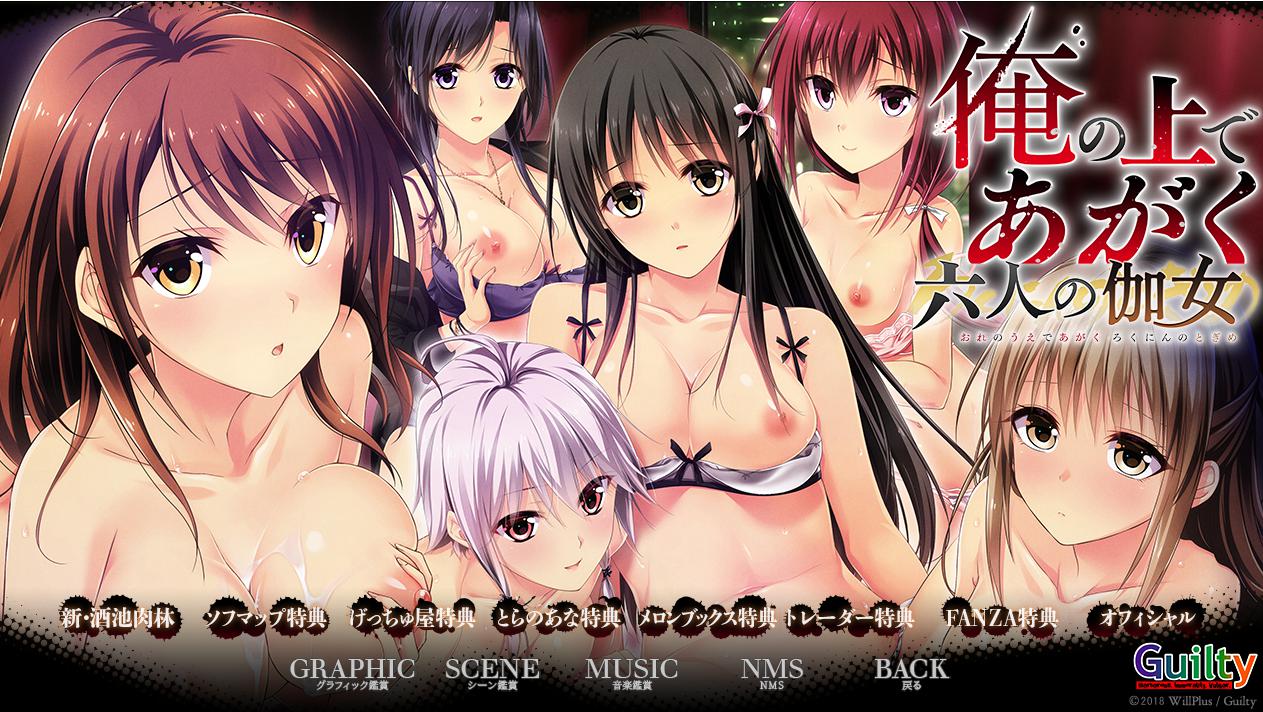 俺の上で
あがく
六人の伽女
おれのうえであがく ろくにんのとぎめ
新・酒池肉林
ソフマップ特典
げっちゅ屋特典
とらのあな特典
メロンブックス特典
トレーダー特典
FANZA特典
オフィシャル
GRAPHIC
グラフィック鑑賞
SCENE
シーン鑑賞
MUSIC
音楽鑑賞
NMS
NMS
BACK
戻る
Guilty
©2018 WillPlus / Guilty